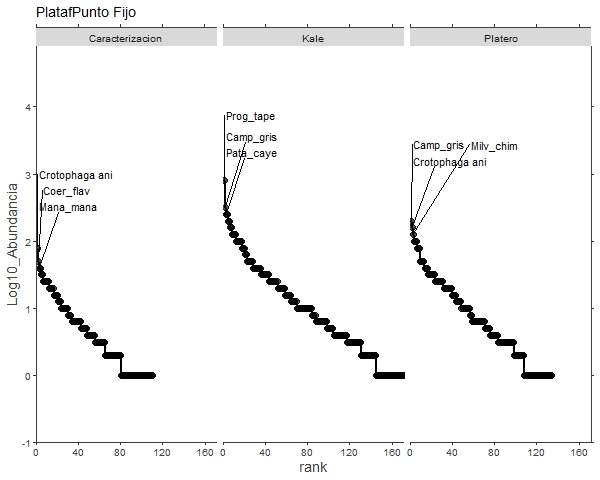 PlatafPunto Fijo
Caracterizacion
Kale
Platero
4
3
2
1
0
-1
Log10_Abundancia
Crotophaga ani
Coer_flav
Mana_mana
Prog_tape
Camp_gris
Pata_caye
Camp_gris
Milv_chim
Crotophaga ani
0 40 80 120 160
0 40 80 120 160
0 40 80 120 160
rank